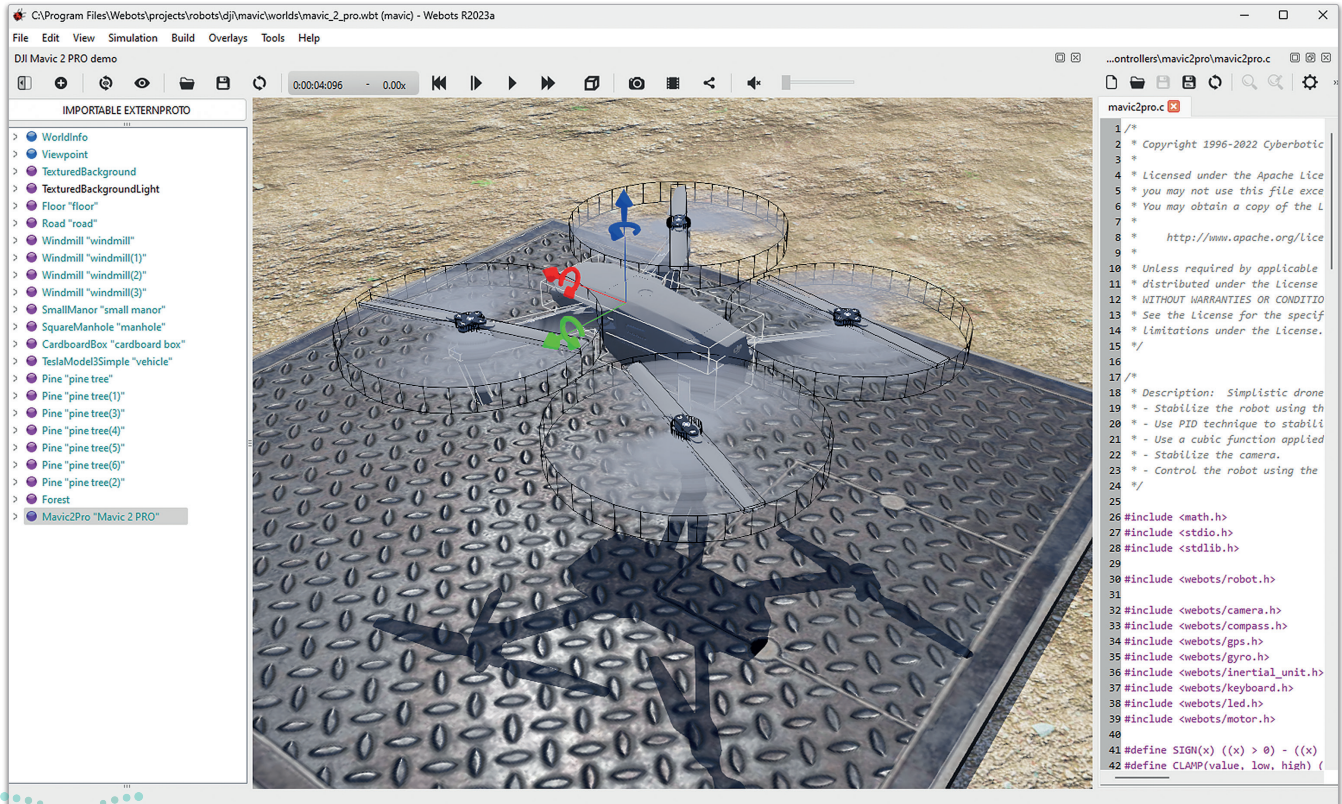 C:\Program Files\Webots\projects\robots\dji\mavic\worlds\mavic_2_pro.wbt (mavic) - Webots R2023a
File Edit View Simulation Build Overlays Tools Help
DJI Mavic 2 PRO demo
0:00:04:096 - 0.00x
IMPORTABLE EXTERNPROTO
WorldInfo
Viewpoint
TexturedBackground
TexturedBackgroundLight
Floor "floor"
Road "road"
Windmill "windmill"
Windmill "windmill(1)"
Windmill "windmill(2)"
Windmill "windmill(3)"
SmallManor "small manor"
SquareManhole "manhole"
CardboardBox "cardboard box"
TeslaModel3Simple "vehicle"
Pine "pine tree"
Pine "pine tree(1)"
Pine "pine tree(3)"
Pine "pine tree(4)"
Pine "pine tree(5)"
Pine "pine tree(6)"
Pine "pine tree(2)"
Forest
Mavic2Pro "Mavic 2 PRO"
...ontrollers\mavic2pro\mavic2pro.c
mavic2pro.c
1 /*
2 * Copyright 1996-2022 Cyberbotic
3 *
4 * Licensed under the Apache Lice
5 * you may not use this file exce
6 * You may obtain a copy of the L
7 *
8 * http://www.apache.org/lice
9 *
10 * Unless required by applicable
11 * distributed under the License
12 * WITHOUT WARRANTIES OR CONDITIO
13 * See the License for the specif
14 * limitations under the License.
15 */
16
17 /*
18 * Description: Simplistic drone
19 * - Stabilize the robot using th
20 * - Use PID technique to stabili
21 * - Use a cubic function applied
22 * - Stabilize the camera.
23 * - Control the robot using the
24 */
25
26 #include <math.h>
27 #include <stdio.h>
28 #include <stdlib.h>
29
30 #include <webots/robot.h>
31
32 #include <webots/camera.h>
33 #include <webots/compass.h>
34 #include <webots/gps.h>
35 #include <webots/gyro.h>
36 #include <webots/inertial_unit.h>
37 #include <webots/keyboard.h>
38 #include <webots/led.h>
39 #include <webots/motor.h>
40
41 #define SIGN(x) ((x) > 0) - ((x)
42 #define CLAMP(value, low, high) (